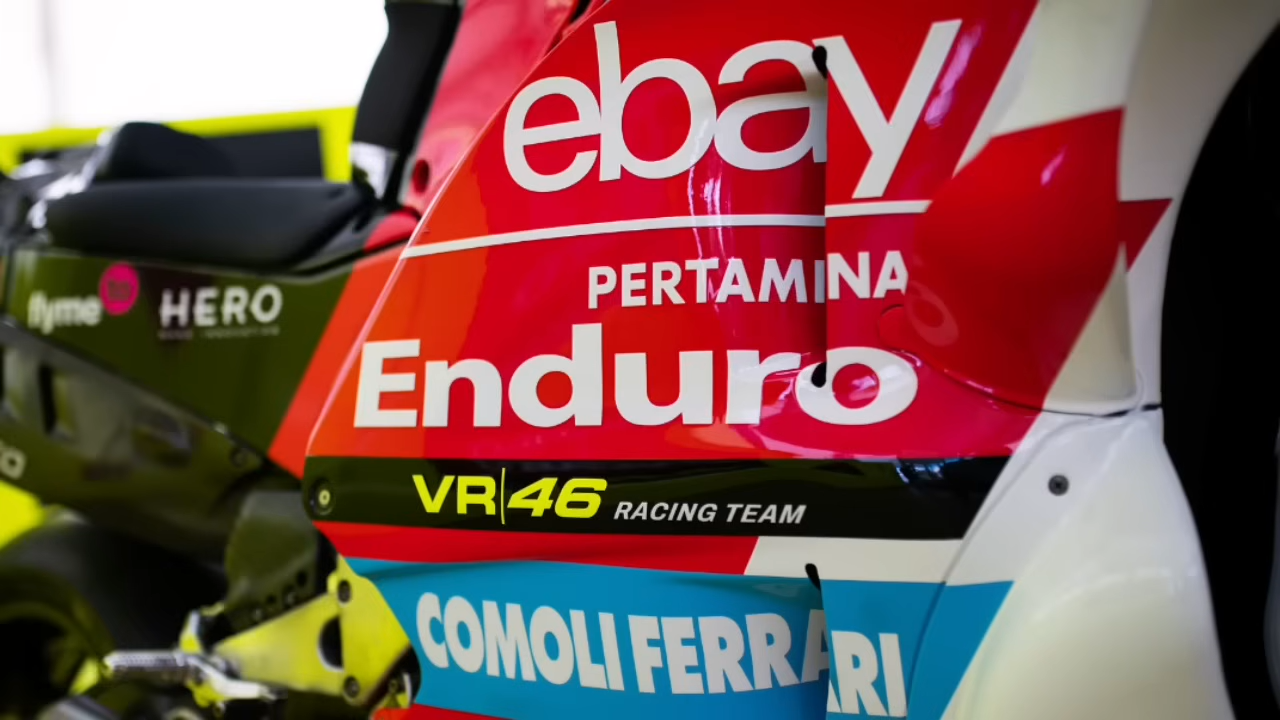 ebay
PERTAMINA
Enduro
flyme
HERO
VR|46 RACING TEAM
COMOLI FERRARI